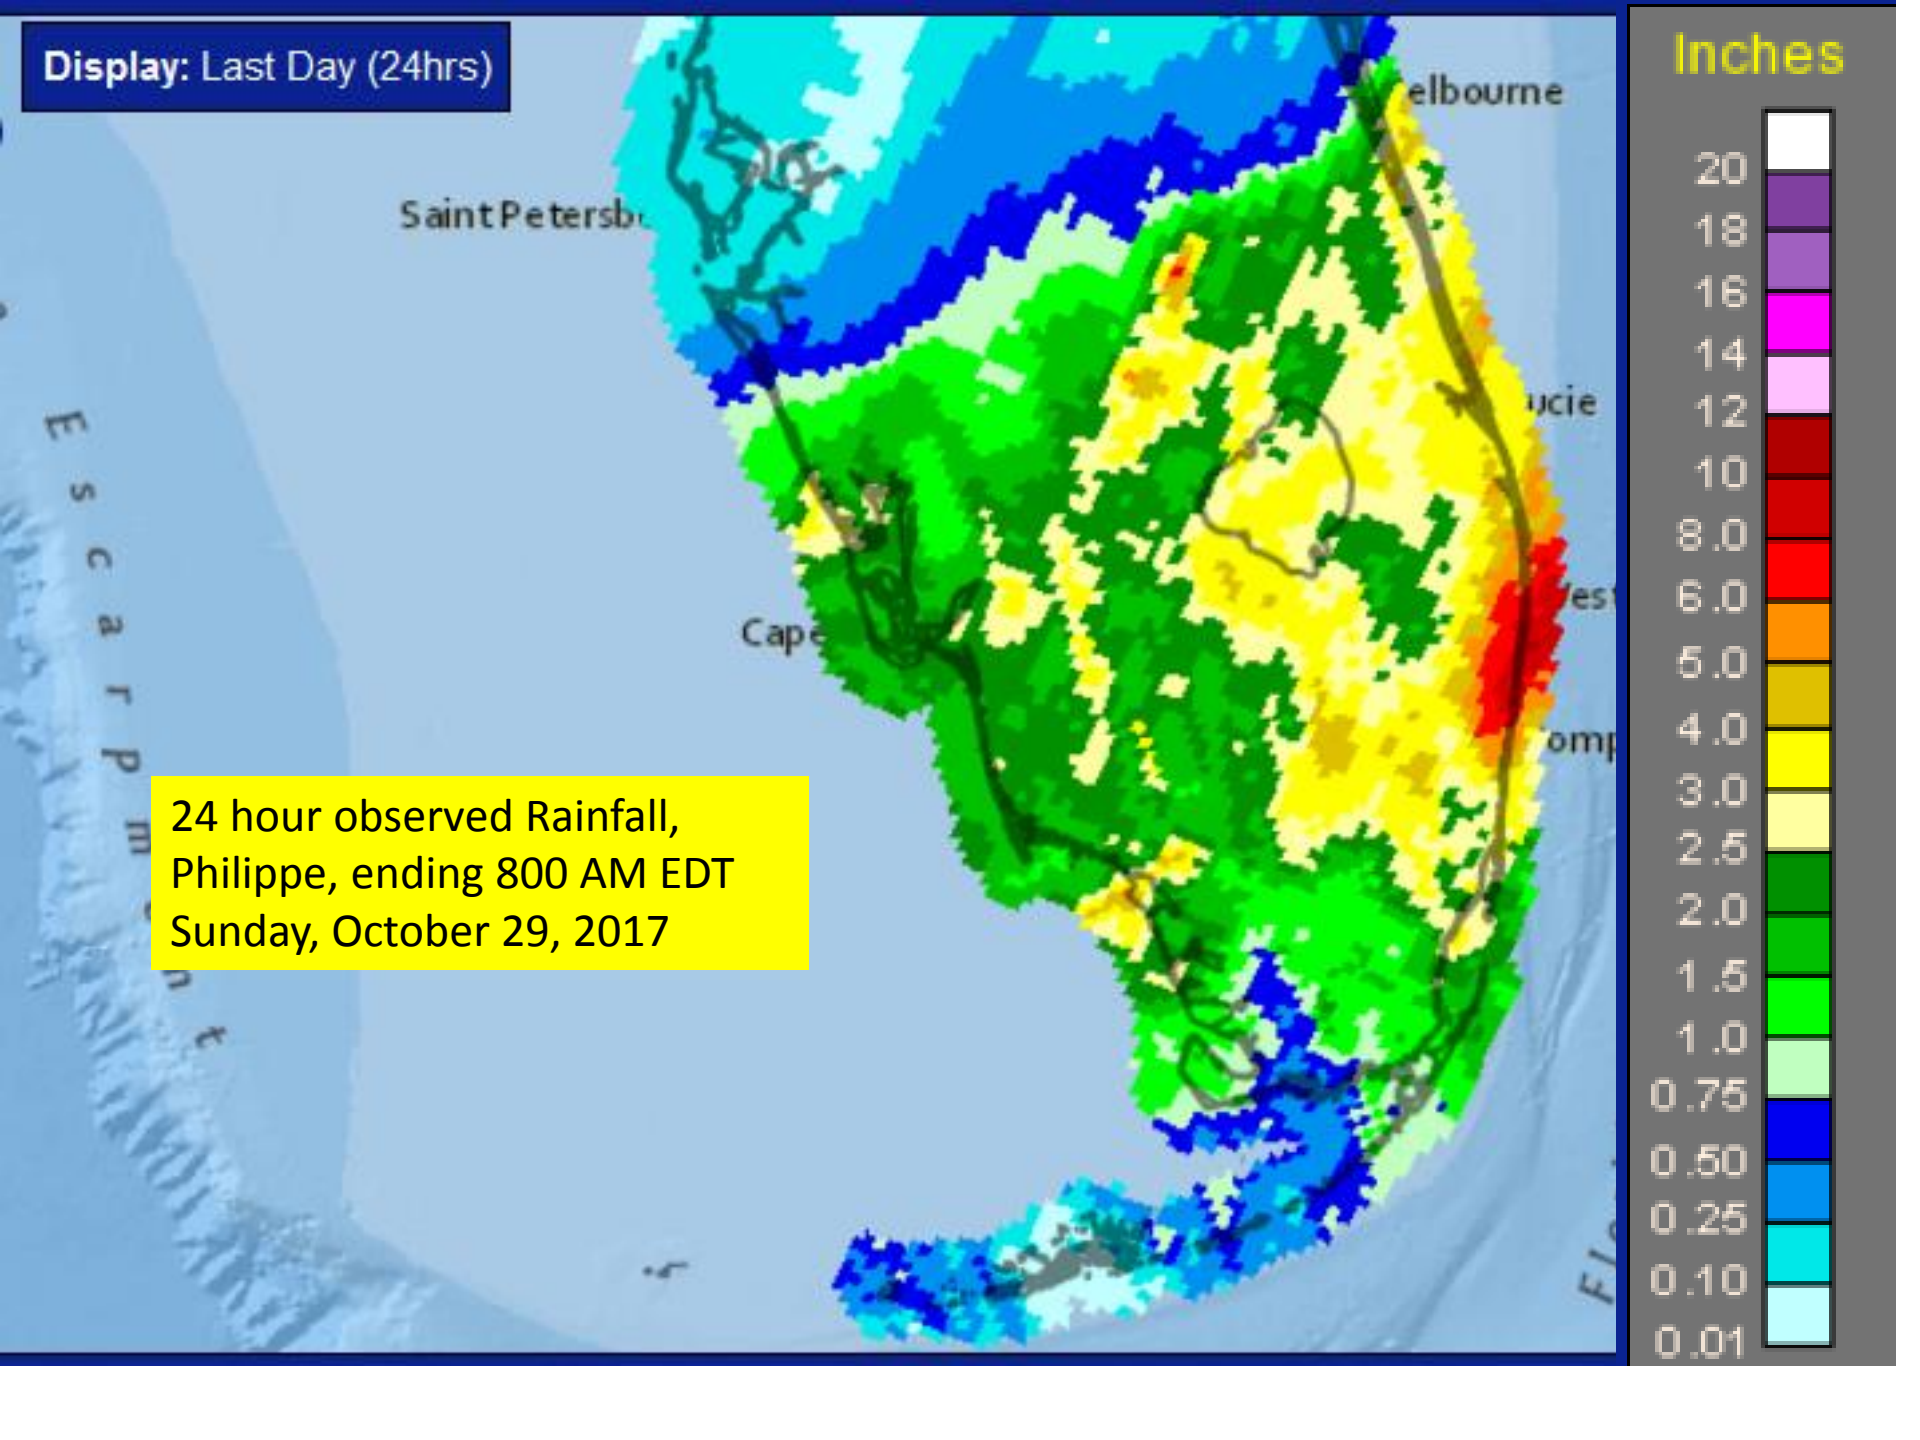 Display: Last Day (24hrs)
Inches
elbourne
20
Saint Petersb
18
16
14
ucie
12
10
8.0
est
6.0
Cape
5.0
omp
4.0
3.0
2.5
24 hour observed Rainfall,
Philippe, ending 800 AM EDT
Sunday, October 29, 2017
2.0
1.5
1.0
0.75
0.50
0.25
0.10
0.01
Escarpment
Flo